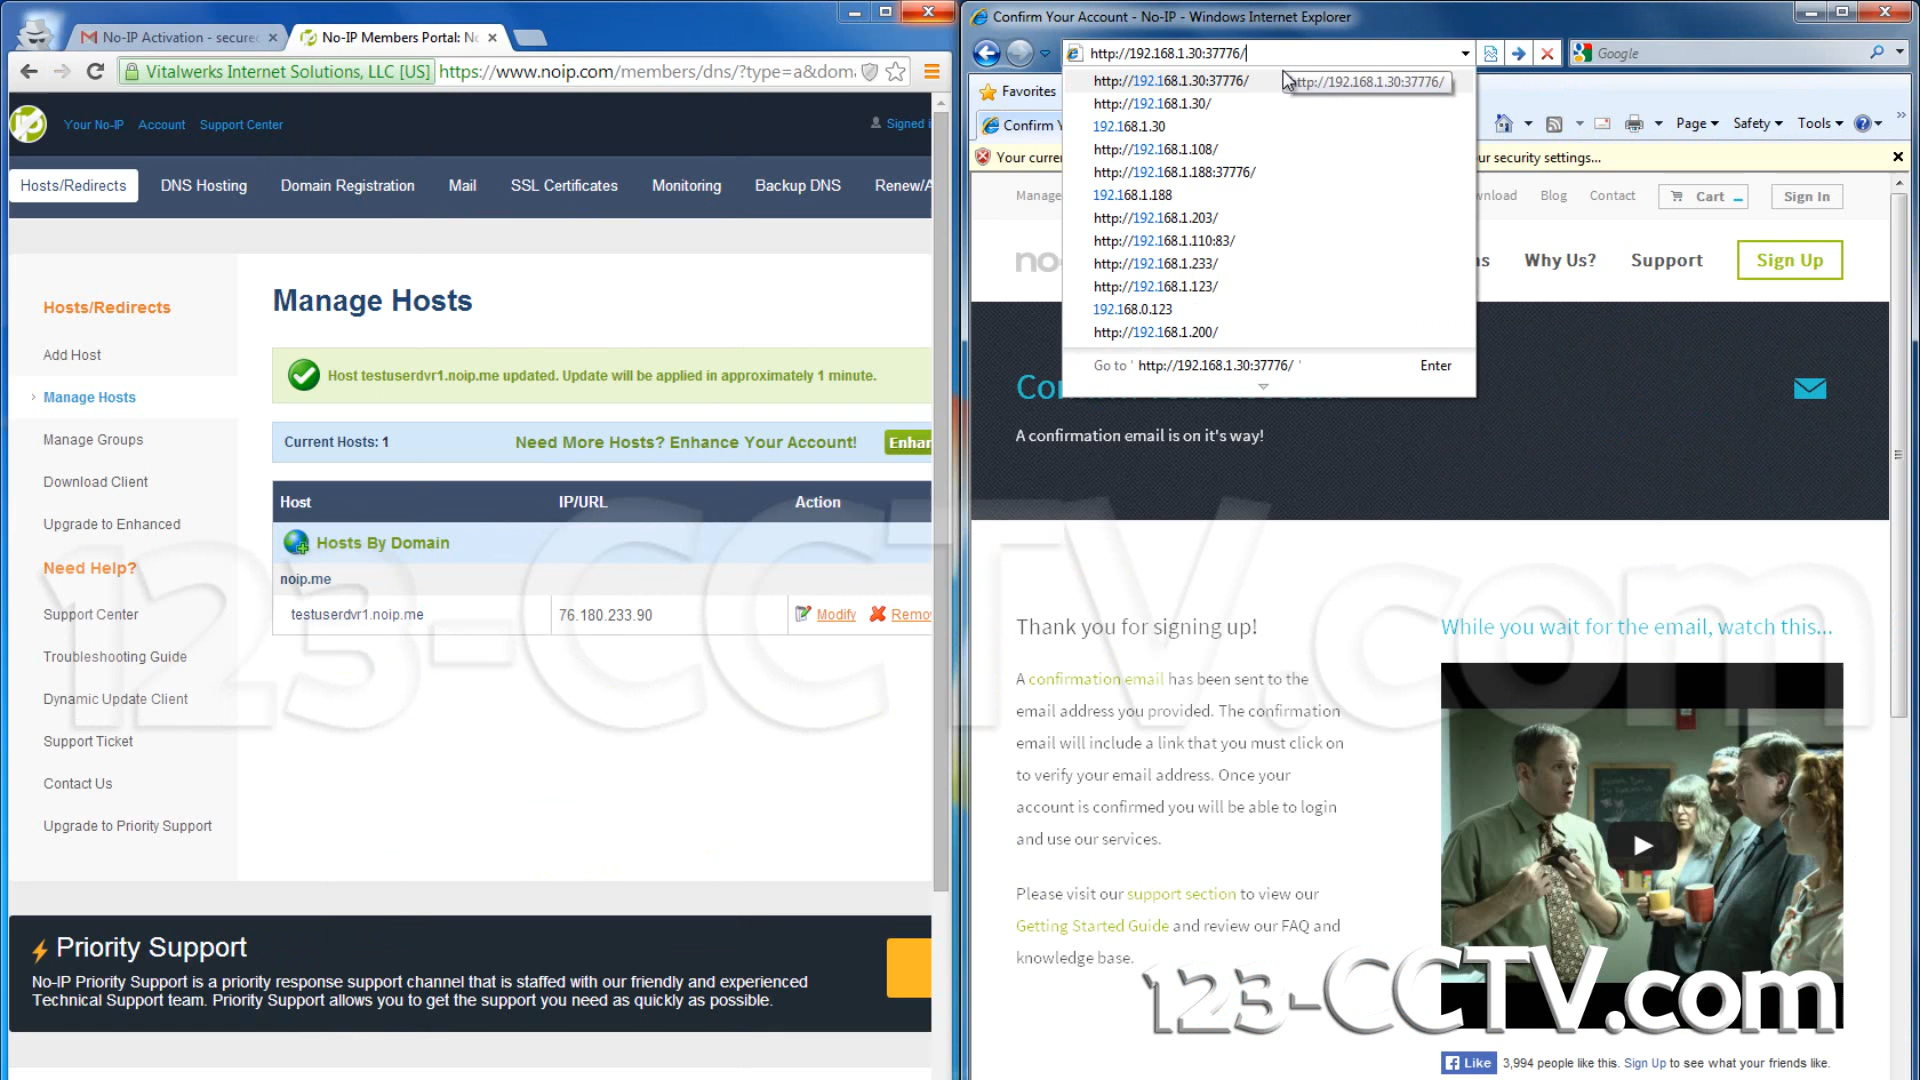 No-IP Activation - secure
No-IP Members Portal: N
Vitalwerks Internet Solutions, LLC [US]
https://www.noip.com/members/dns/?type=a&dom
Your No-IP
Account
Support Center
Signed i
Hosts/Redirects
DNS Hosting
Domain Registration
Mail
SSL Certificates
Monitoring
Backup DNS
Renew/A
Hosts/Redirects
Add Host
Manage Hosts
Manage Groups
Download Client
Upgrade to Enhanced
Need Help?
Support Center
Troubleshooting Guide
Dynamic Update Client
Support Ticket
Contact Us
Upgrade to Priority Support
Manage Hosts
Host testuserdvr1.noip.me updated. Update will be applied in approximately 1 minute.
Current Hosts: 1
Need More Hosts? Enhance Your Account!
Enhan
Host
IP/URL
Action
Hosts By Domain
noip.me
testuserdvr1.noip.me
76.180.233.90
Modify
Remo
Priority Support
No-IP Priority Support is a priority response support channel that is staffed with our friendly and experienced
Technical Support team. Priority Support allows you to get the support you need as quickly as possible.
Confirm Your Account - No-IP - Windows Internet Explorer
http://192.168.1.30:37776/
Google
http://192.168.1.30:37776/
http://192.168.1.30:37776/
http://192.168.1.30/
192.168.1.30
http://192.168.1.108/
http://192.168.1.188:37776/
192.168.1.188
http://192.168.1.203/
http://192.168.1.110:83/
http://192.168.1.233/
http://192.168.1.123/
192.168.0.123
http://192.168.1.200/
Go to ' http://192.168.1.30:37776/ '
Enter
Favorites
Confirm Y
Page
Safety
Tools
Your curre
ur security settings...
Manage
nload
Blog
Contact
Cart
Sign In
no
ns
Why Us?
Support
Sign Up
Co
A confirmation email is on it's way!
Thank you for signing up!
A confirmation email has been sent to the
email address you provided. The confirmation
email will include a link that you must click on
to verify your email address. Once your
account is confirmed you will be able to login
and use our services.
Please visit our support section to view our
Getting Started Guide and review our FAQ and
knowledge base.
While you wait for the email, watch this...
Like
3,994 people like this. Sign Up to see what your friends like.
123-CCTV.com
123-CCTV.com